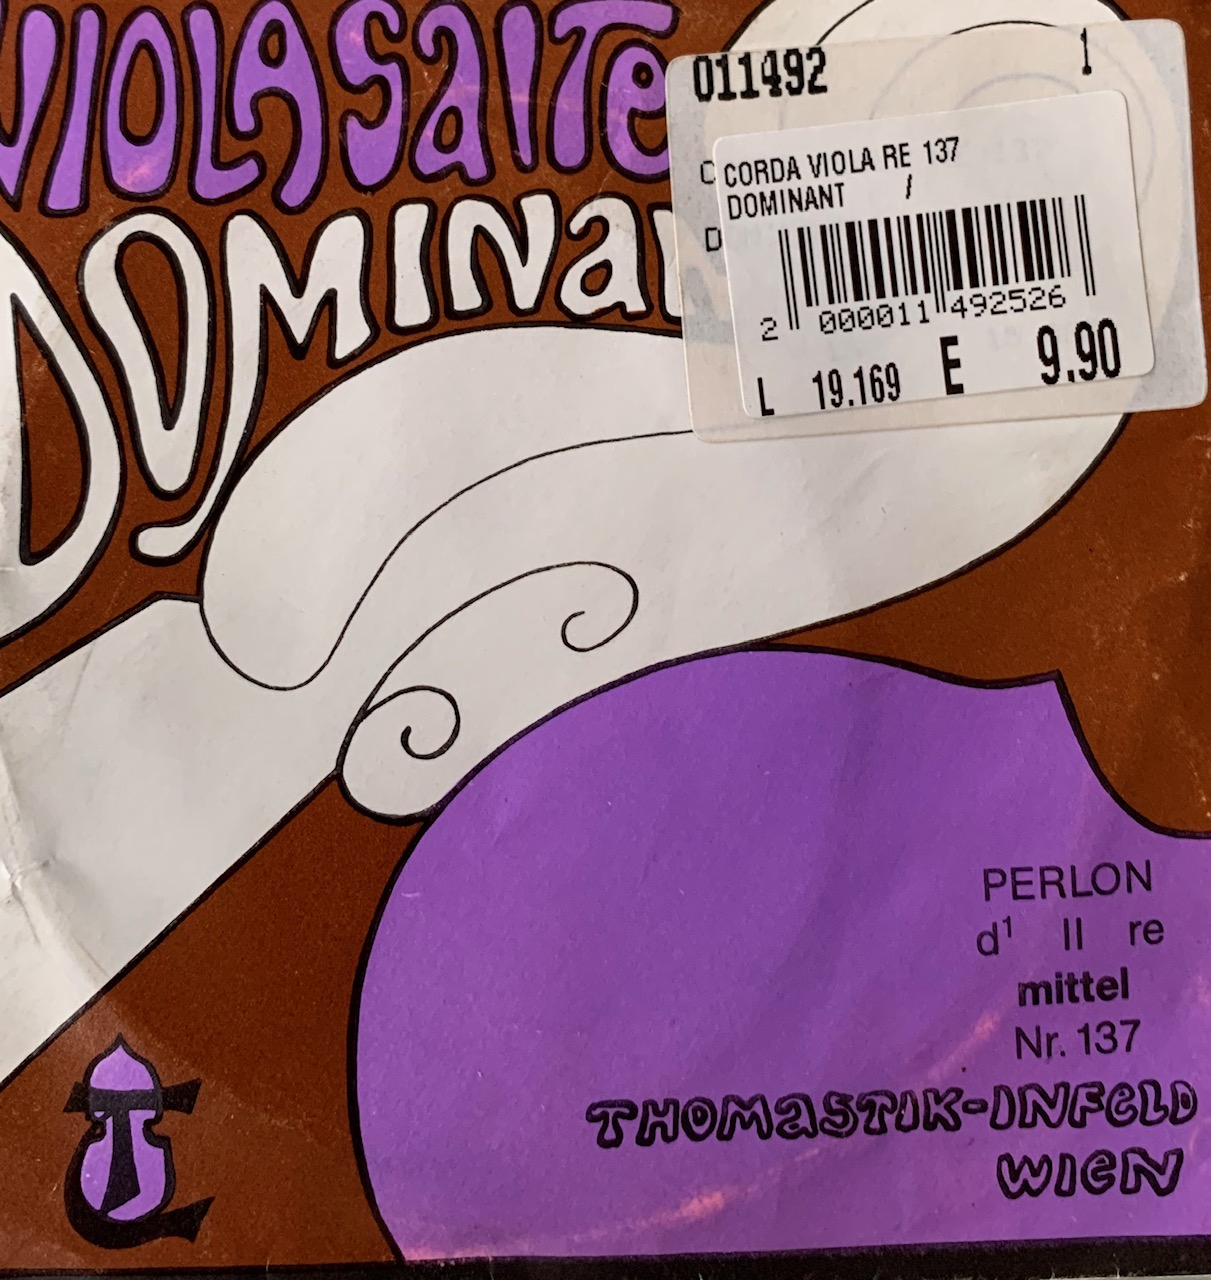 VIOLASAITE
DOMINA
011492 1
CORDA VIOLA RE 137
DOMINANT /
2 000011 492526
L 19.169 E 9.90
PERLON
d¹ II re
mittel
Nr. 137
THOMASTIK-INFELD
WIEN